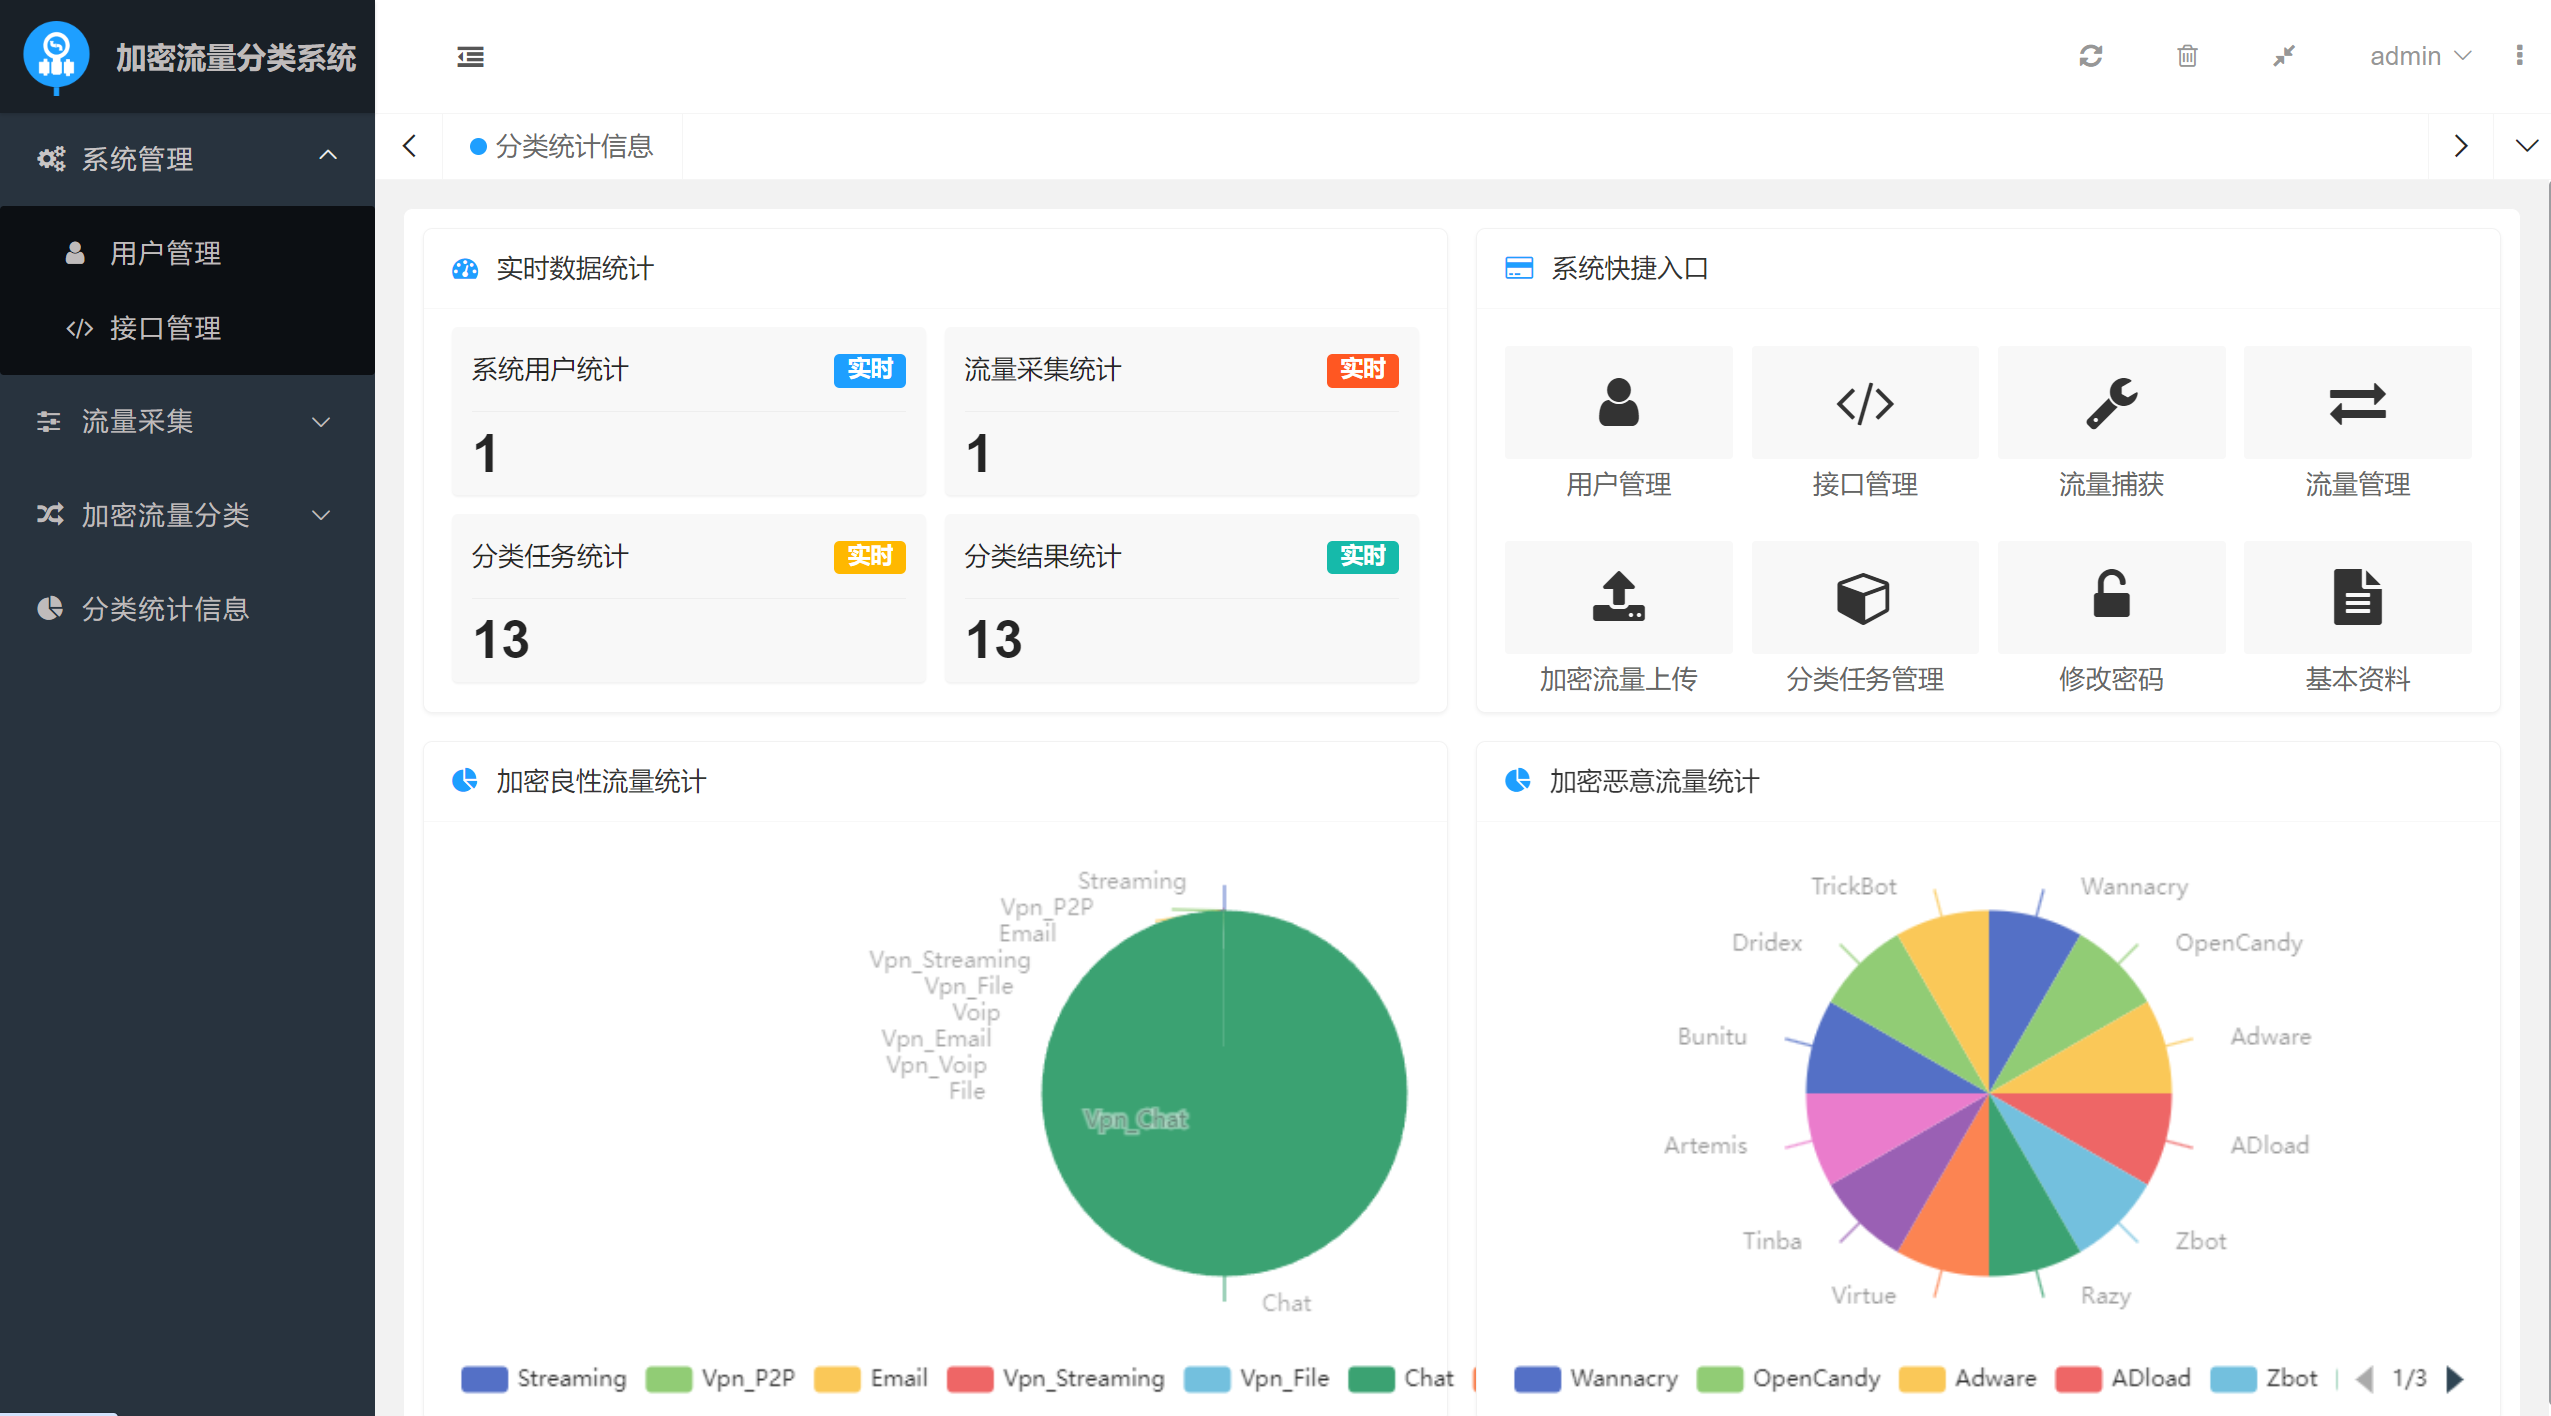 加密流量分类系统
admin
系统管理
用户管理
接口管理
流量采集
加密流量分类
分类统计信息
分类统计信息
实时数据统计
系统用户统计 实时
1
流量采集统计 实时
1
分类任务统计 实时
13
分类结果统计 实时
13
系统快捷入口
用户管理 接口管理 流量捕获 流量管理
加密流量上传 分类任务管理 修改密码 基本资料
加密良性流量统计
Streaming
Vpn_P2P
Email
Vpn_Streaming
Vpn_File
Voip
Vpn_Email
Vpn_Voip
File
Vpn_Chat
Chat
Streaming Vpn_P2P Email Vpn_Streaming Vpn_File Chat
加密恶意流量统计
TrickBot Wannacry
Dridex OpenCandy
Bunitu Adware
Artemis ADload
Tinba Zbot
Virtue Razy
Wannacry OpenCandy Adware ADload Zbot 1/3